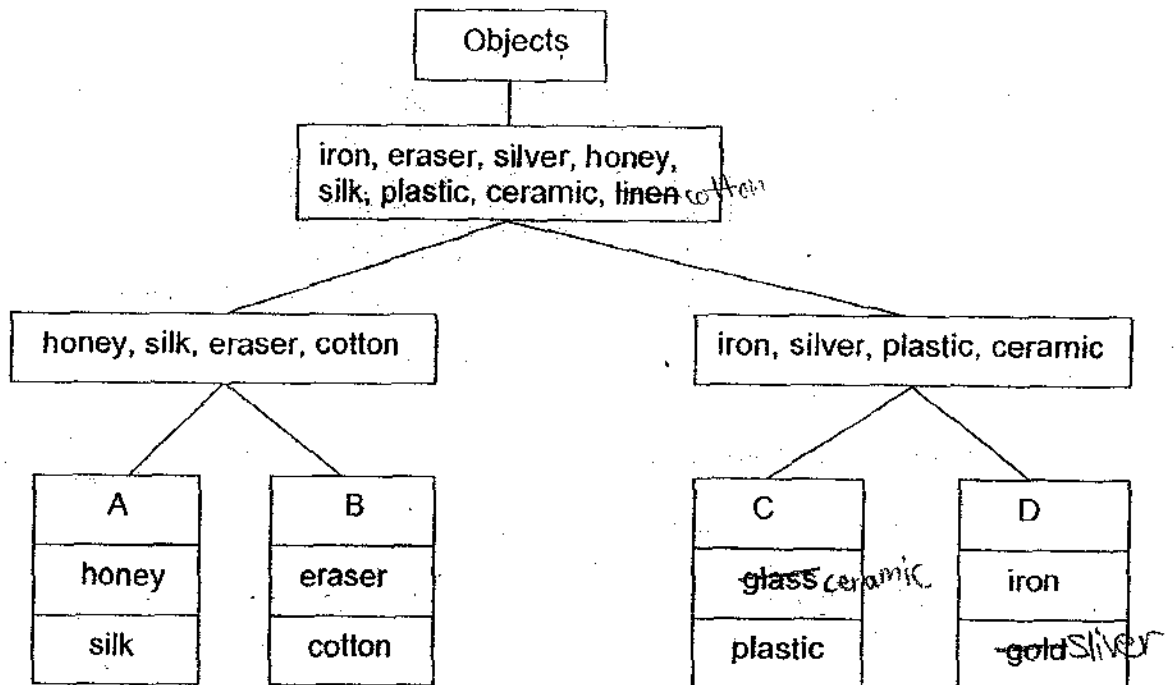 Objects
iron, eraser, silver, honey,
silk, plastic, ceramic, linen cotton
honey, silk, eraser, cotton
iron, silver, plastic, ceramic
A
honey
silk
B
eraser
cotton
C
glass ceramic
plastic
D
iron
gold Sliver